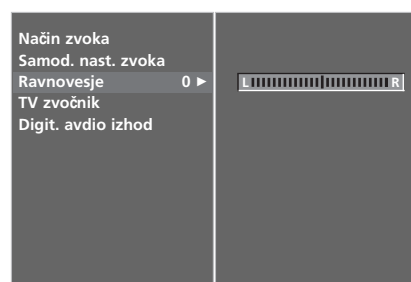 Način zvoka
Samod. nast. zvoka
Ravnovesje 0 ►
L R
TV zvočnik
Digit. avdio izhod